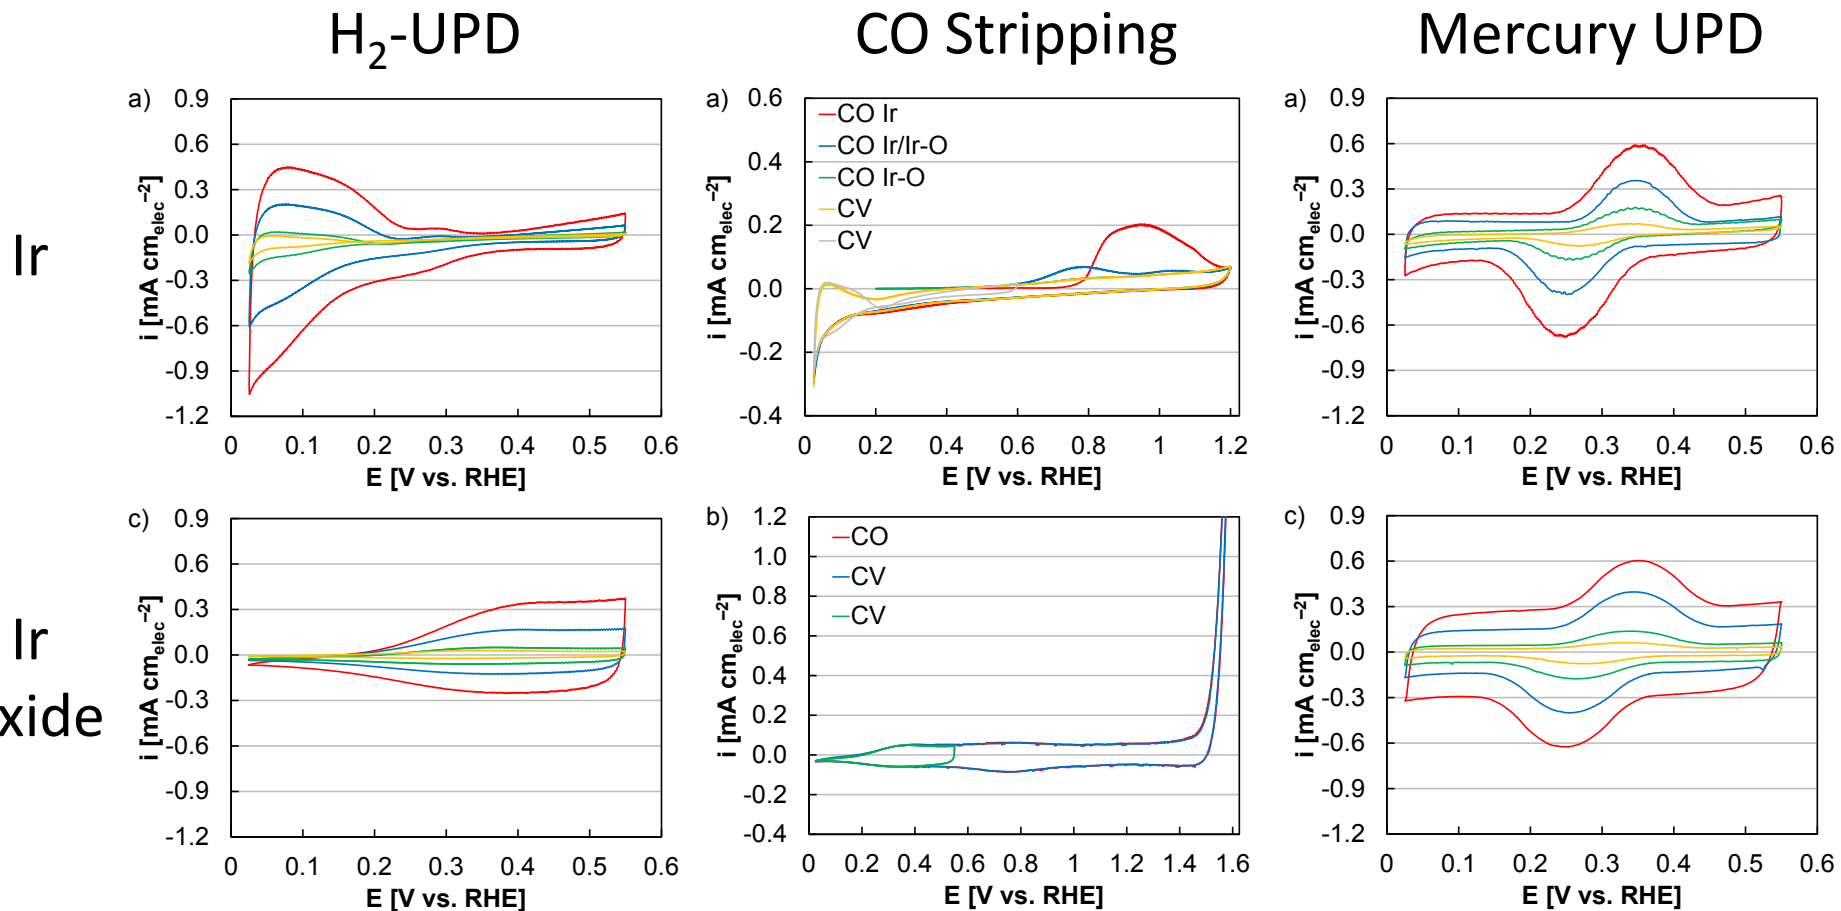 H2-UPD
CO Stripping
Mercury UPD
Ir
a)
0.9
0.6
0.3
0.0
-0.3
-0.6
-0.9
-1.2
i [mA cmelec−2]
0 0.1 0.2 0.3 0.4 0.5 0.6
E [V vs. RHE]
a)
0.6
0.4
0.2
0.0
-0.2
-0.4
i [mA cmelec−2]
CO Ir
CO Ir/Ir-O
CO Ir-O
CV
CV
0 0.2 0.4 0.6 0.8 1 1.2
E [V vs. RHE]
a)
0.9
0.6
0.3
0.0
-0.3
-0.6
-0.9
-1.2
i [mA cmelec−2]
0 0.1 0.2 0.3 0.4 0.5 0.6
E [V vs. RHE]
Ir
xide
c)
0.9
0.6
0.3
0.0
-0.3
-0.6
-0.9
-1.2
i [mA cmelec−2]
0 0.1 0.2 0.3 0.4 0.5 0.6
E [V vs. RHE]
b)
1.2
1.0
0.8
0.6
0.4
0.2
0.0
-0.2
-0.4
i [mA cmelec−2]
CO
CV
CV
0 0.2 0.4 0.6 0.8 1 1.2 1.4 1.6
E [V vs. RHE]
c)
0.9
0.6
0.3
0.0
-0.3
-0.6
-0.9
-1.2
i [mA cmelec−2]
0 0.1 0.2 0.3 0.4 0.5 0.6
E [V vs. RHE]